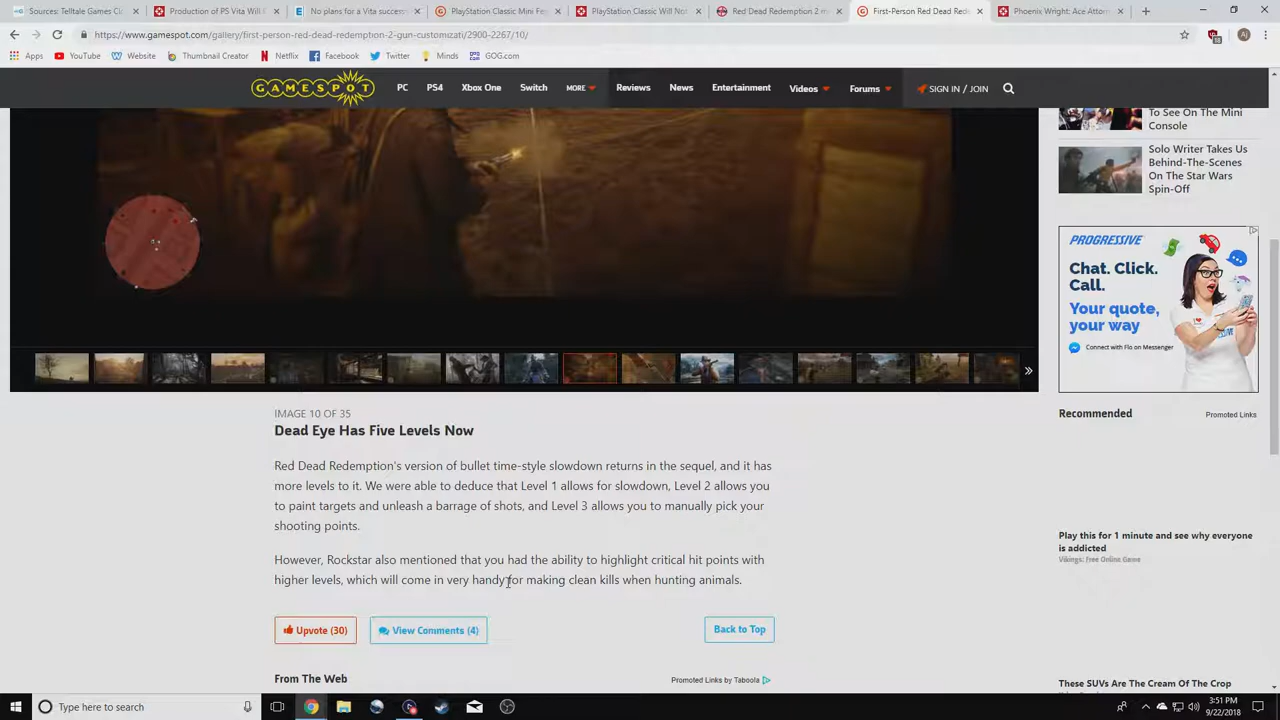 Sources: Telltale Games Cl
Production of PS Vita Will E
No plans for a Vita success
PlayStation Classic Mini Fe
PlayStation Classic Will Not
Red Dead Redemption 2 m
First-Person Red Dead Rede
Phoenix Wright: Ace Attorn
https://www.gamespot.com/gallery/first-person-red-dead-redemption-2-gun-customizati/2900-2267/10/
Apps
YouTube
Website
Thumbnail Creator
Netflix
Facebook
Twitter
Minds
GOG.com
GAMESPOT
PC
PS4
Xbox One
Switch
MORE
Reviews
News
Entertainment
Videos
Forums
SIGN IN / JOIN
To See On The Mini
Console
Solo Writer Takes Us
Behind-The-Scenes
On The Star Wars
Spin-Off
PROGRESSIVE
Chat. Click.
Call.
Your quote,
your way
Connect with Flo on Messenger
Recommended
Promoted Links
IMAGE 10 OF 35
Dead Eye Has Five Levels Now
Red Dead Redemption's version of bullet time-style slowdown returns in the sequel, and it has
more levels to it. We were able to deduce that Level 1 allows for slowdown, Level 2 allows you
to paint targets and unleash a barrage of shots, and Level 3 allows you to manually pick your
shooting points.
However, Rockstar also mentioned that you had the ability to highlight critical hit points with
higher levels, which will come in very handy for making clean kills when hunting animals.
Upvote (30)
View Comments (4)
Back to Top
Play this for 1 minute and see why everyone
is addicted
Vikings: Free Online Game
From The Web
Promoted Links by Taboola
These SUVs Are The Cream Of The Crop
Type here to search
3:51 PM
9/22/2018